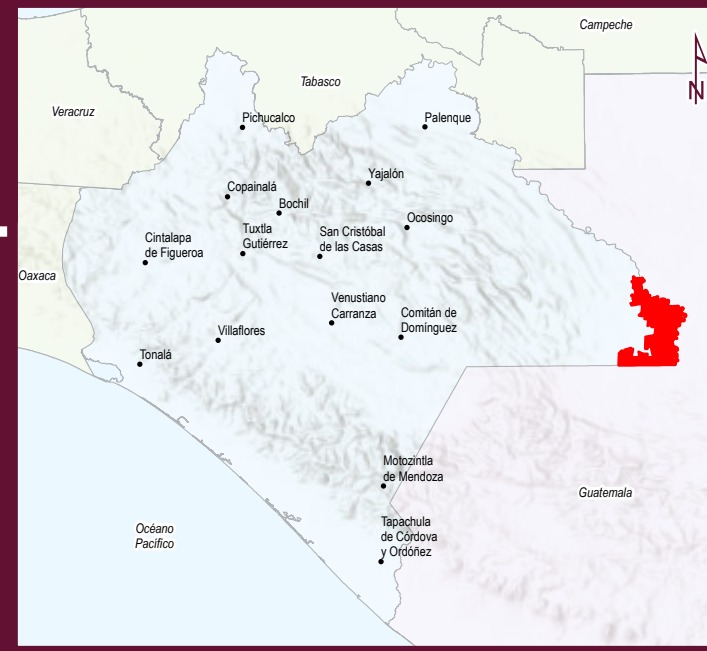 Campeche
Tabasco
Veracruz
N
Pichucalco
Palenque
Yajalón
Copainalá
Bochil
Ocosingo
Tuxtla
Gutiérrez
San Cristóbal
de las Casas
Cintalapa
de Figueroa
Oaxaca
Venustiano
Carranza
Comitán de
Domínguez
Villaflores
Tonalá
Motozintla
de Mendoza
Guatemala
Océano
Pacífico
Tapachula
de Córdova
y Ordóñez